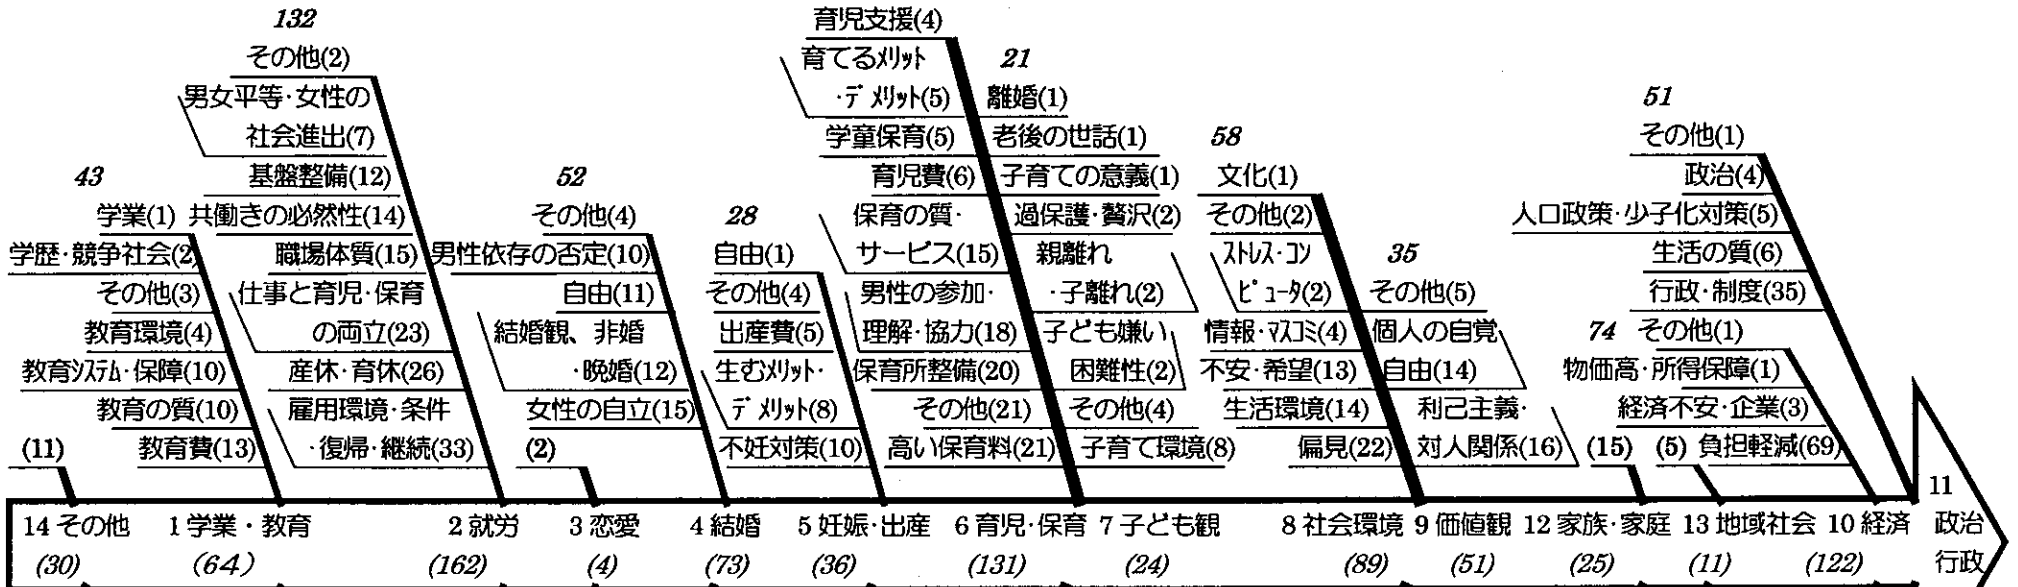 132
その他(2)
男女平等·女性の
社会進出(7)
基盤整備(12)
共働きの必然性(14)
職場体質(15)
仕事と育児·保育
の両立(23)
産休·育休(26)
雇用環境·条件
·復帰·継続(33)
43
学業(1)
学歴·競争社会(2)
その他(3)
教育環境(4)
教育システム·保障(10)
教育の質(10)
教育費(13)
(11)
52
その他(4)
男性依存の否定(10)
自由(11)
結婚観、非婚
·晩婚(12)
女性の自立(15)
(2)
28
自由(1)
その他(4)
出産費(5)
生むメリット·
デメリット(8)
不妊対策(10)
育児支援(4)
育てるメリット
·デメリット(5)
学童保育(5)
育児費(6)
保育の質·
サービス(15)
男性の参加·
理解·協力(18)
保育所整備(20)
その他(21)
高い保育料(21)
21
離婚(1)
老後の世話(1)
子育ての意義(1)
過保護·贅沢(2)
親離れ
·子離れ(2)
子ども嫌い
困難性(2)
その他(4)
子育て環境(8)
58
文化(1)
その他(2)
ストレス·コン
ピュータ(2)
情報·マスコミ(4)
不安·希望(13)
生活環境(14)
偏見(22)
35
その他(5)
個人の自覚
自由(14)
利己主義·
対人関係(16)
(15)
(5)
51
その他(1)
政治(4)
人口政策·少子化対策(5)
生活の質(6)
行政·制度(35)
74
その他(1)
物価高·所得保障(1)
経済不安·企業(3)
負担軽減(69)
14 その他 1 学業・教育 2 就労 3 恋愛 4 結婚 5 妊娠·出産 6 育児·保育 7 子ども観 8 社会環境 9 価値観 12 家族·家庭 13 地域社会 10 経済
(30) (64) (162) (4) (73) (36) (131) (24) (89) (51) (25) (11) (122)
11
政治
行政